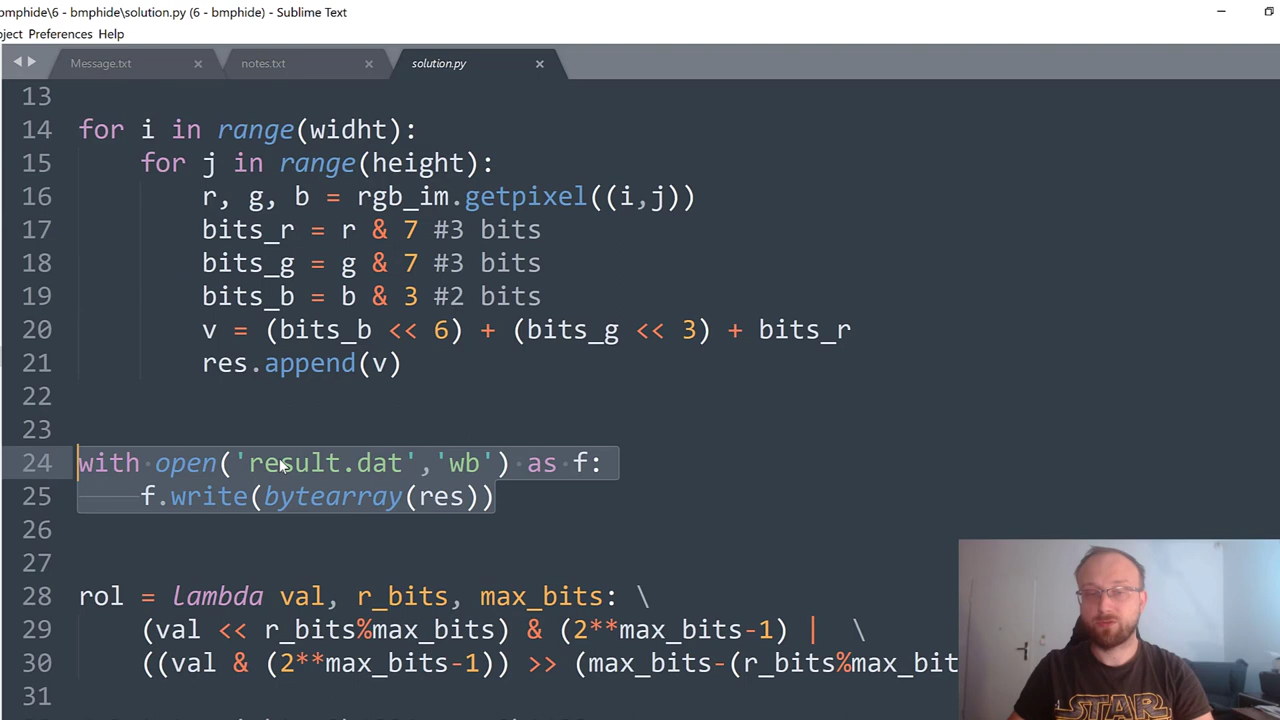 bmphide\6 - bmphide\solution.py (6 - bmphide) - Sublime Text
oject Preferences Help
Message.txt
notes.txt
solution.py
13
14 for i in range(widht):
15 for j in range(height):
16 r, g, b = rgb_im.getpixel((i,j))
17 bits_r = r & 7 #3 bits
18 bits_g = g & 7 #3 bits
19 bits_b = b & 3 #2 bits
20 v = (bits_b << 6) + (bits_g << 3) + bits_r
21 res.append(v)
22
23
24 with open('result.dat','wb') as f:
25 f.write(bytearray(res))
26
27
28 rol = lambda val, r_bits, max_bits: \
29 (val << r_bits%max_bits) & (2**max_bits-1) | \
30 ((val & (2**max_bits-1)) >> (max_bits-(r_bits%max_bit
31
STAR